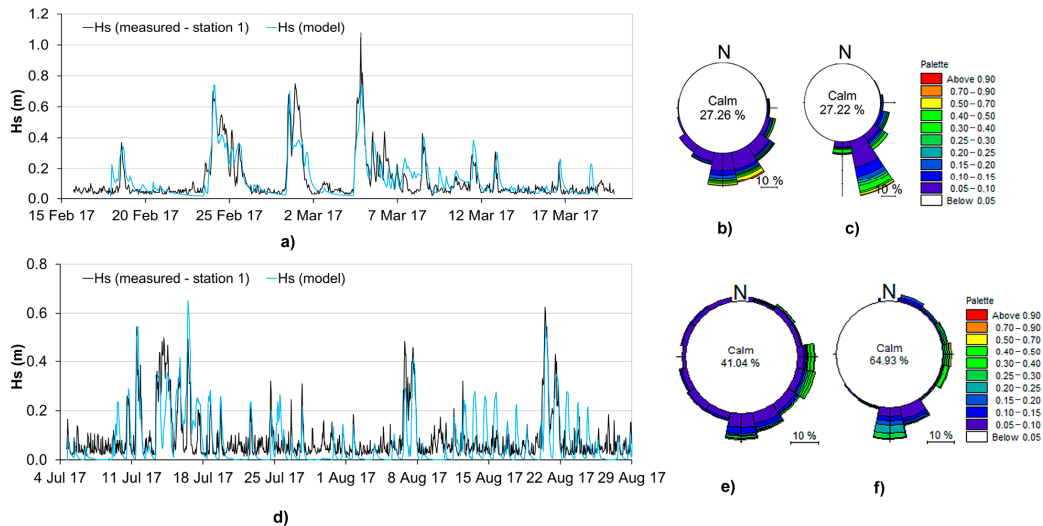 Hs (measured - station 1)
Hs (model)
1.2
1.0
0.8
0.6
0.4
0.2
0.0
Hs (m)
15 Feb 17
20 Feb 17
25 Feb 17
2 Mar 17
7 Mar 17
12 Mar 17
17 Mar 17
a)
N
Calm
27.26 %
10 %
b)
N
Calm
27.22 %
10 %
c)
Palette
Above 0.90
0.70-0.90
0.50-0.70
0.40-0.50
0.30-0.40
0.25-0.30
0.20-0.25
0.15-0.20
0.10-0.15
0.05-0.10
Below 0.05
Hs (measured - station 1)
Hs (model)
0.8
0.6
0.4
0.2
0.0
Hs (m)
4 Jul 17
11 Jul 17
18 Jul 17
25 Jul 17
1 Aug 17
8 Aug 17
15 Aug 17
22 Aug 17
29 Aug 17
d)
N
Calm
41.04 %
10 %
e)
N
Calm
64.93 %
10 %
f)
Palette
Above 0.90
0.70-0.90
0.50-0.70
0.40-0.50
0.30-0.40
0.25-0.30
0.20-0.25
0.15-0.20
0.10-0.15
0.05-0.10
Below 0.05